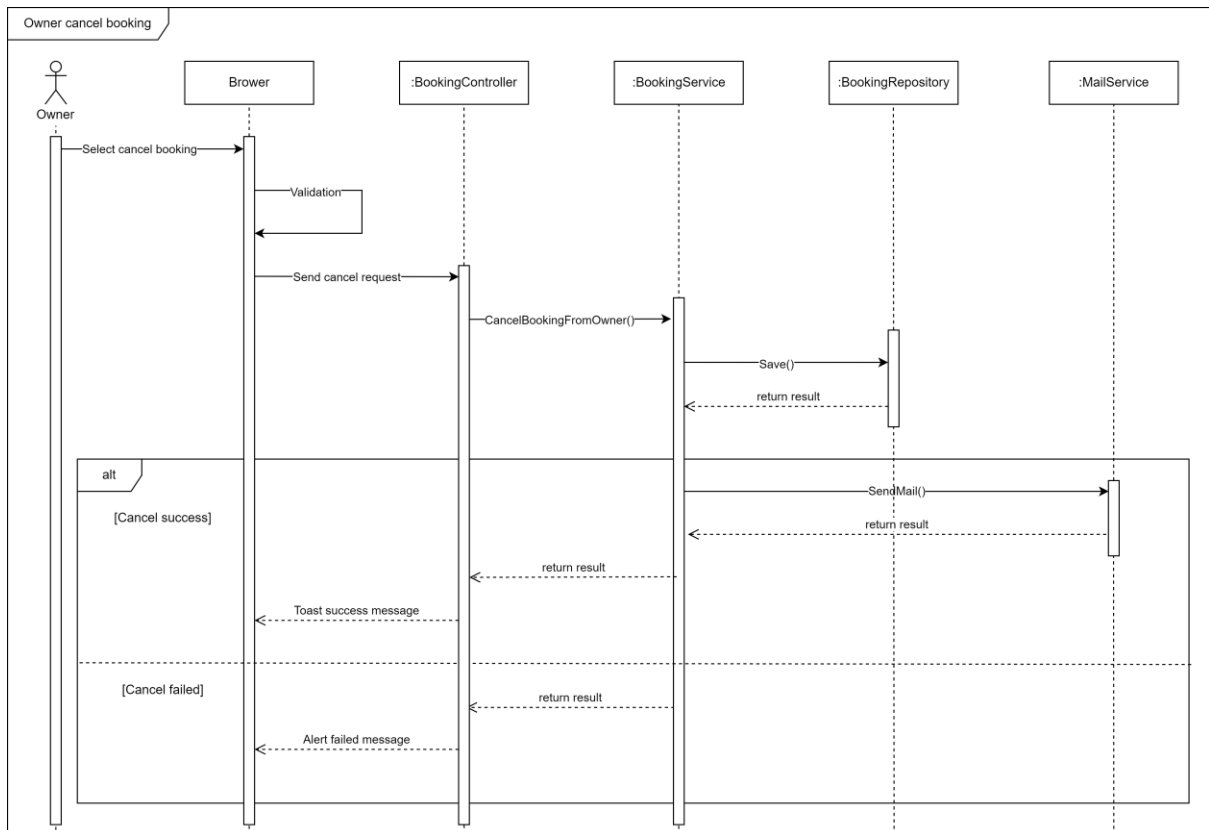 Owner cancel booking
Owner
Brower
:BookingController
:BookingService
:BookingRepository
:MailService
Select cancel booking
Validation
Send cancel request
CancelBookingFromOwner()
Save()
return result
alt
SendMail()
[Cancel success]
return result
return result
Toast success message
[Cancel failed]
return result
Alert failed message